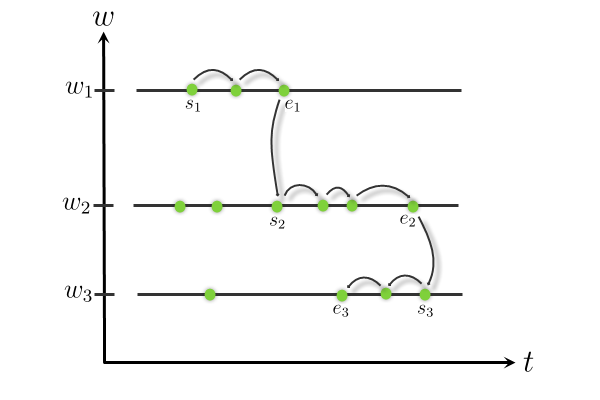 w
w₁
s₁ e₁
w₂
s₂ e₂
w₃
e₃ s₃
t